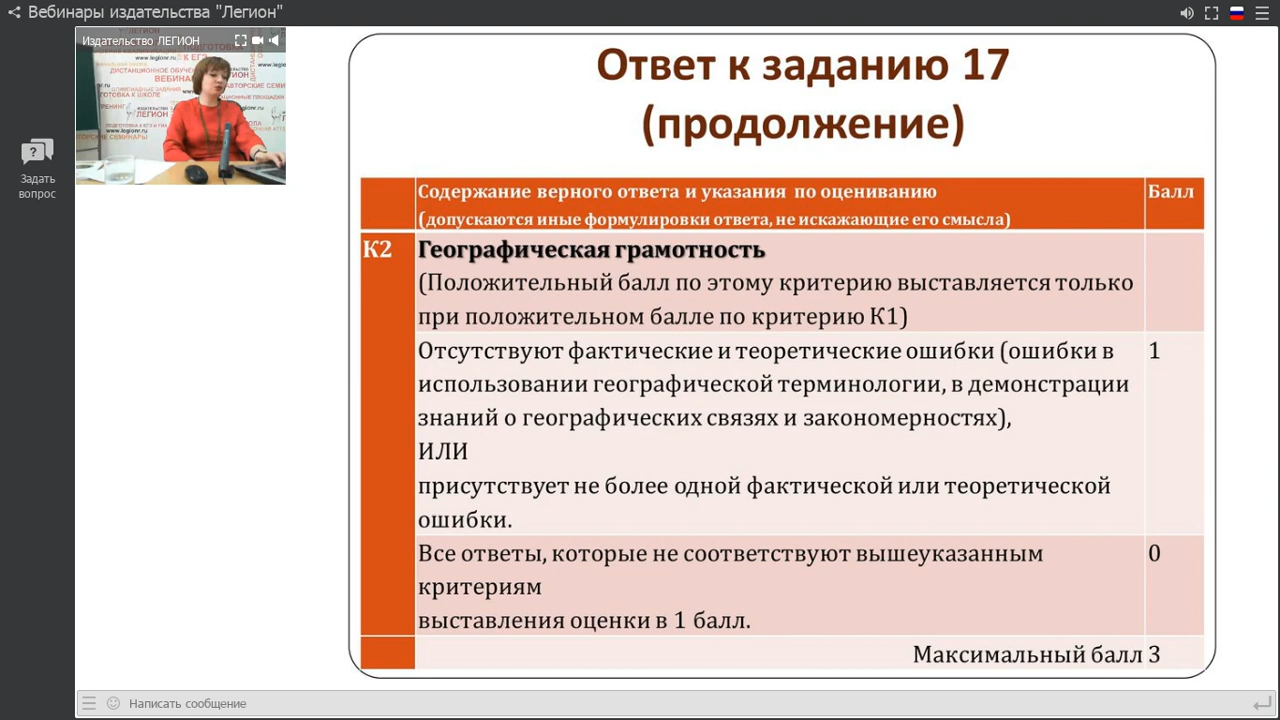 Вебинары издательства "Легион"
Издательство ЛЕГИОН
Задать
вопрос
Ответ к заданию 17
(продолжение)
Содержание верного ответа и указания по оцениванию
(допускаются иные формулировки ответа, не искажающие его смысла)
Балл
К2
Географическая грамотность
(Положительный балл по этому критерию выставляется только
при положительном балле по критерию К1)
Отсутствуют фактические и теоретические ошибки (ошибки в
использовании географической терминологии, в демонстрации
знаний о географических связях и закономерностях),
ИЛИ
присутствует не более одной фактической или теоретической
ошибки.
1
Все ответы, которые не соответствуют вышеуказанным
критериям
выставления оценки в 1 балл.
0
Максимальный балл 3
Написать сообщение